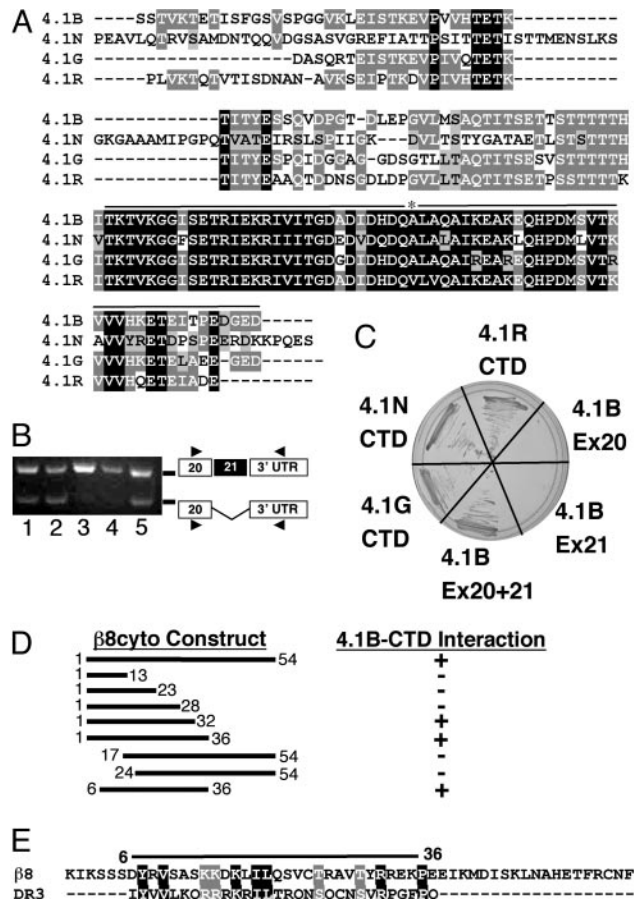 A
4.1B ------SSTVKTETISFGSVSPGGVKLEISTKEVPVVHTETK------------
4.1N PEAVLQTRVSAMDNTQQVDGSASVGREFIATTPSITTETISTTMENSLKS
4.1G --------------------DASQRTEISTKEVPIVQTETK------------
4.1R -----PLVKTQTVTISDNAN-AVKSEIPTKDVPIVHTETK------------
4.1B ------------TITYESSQVDPGT-DLEPGVLMSAQTITSETTSTTTTTH
4.1N GKGAAAMIPGPQTVATEIRSLSPIIGK---DVLTSTYGATAETLSTSTTTH
4.1G ------------TITYESPQIDGGAG-GDSGTLLTAQTITSESVSTTTTTH
4.1R ------------TITYEAAQTDDNSGDLDPGVLLTAQTITSETPSSTTTTK
*
4.1B ITKTVKGGISETRIEKRIVITGDADIDHDQALAQAIKEAKEQHPDMSVTK
4.1N VTKTVKGGFSETRIEKRIIITGDEDVDQDQALALAIKEAKLQHPDMLVTK
4.1G ITKTVKGGISETRIEKRIVITGDGDIDHDQALAQAIREAREQHPDMSVTR
4.1R ITKTVKGGISETRIEKRIVITGDADIDHDQVLVQAIKEAKEQHPDMSVTK
4.1B VVVHKETEITPEDGED------
4.1N AVVYRETDPSPEERDKKPQES
4.1G VVVHKETELAEE-GED------
4.1R VVVHQETEIADE----------
B
20 21 3' UTR
20 3' UTR
1 2 3 4 5
C
4.1R CTD
4.1N CTD
4.1B Ex20
4.1G CTD
4.1B Ex21
4.1B Ex20+21
D
β8cyto Construct 4.1B-CTD Interaction
1 54 +
1 13 -
1 23 -
1 28 -
1 32 +
1 36 +
17 54 -
24 54 -
6 36 +
E
6 36
β8 KIKSSSDYRVSASKKDKLILQSVCTRAVTYRREKPEEIKMDISKLNAHETFRCNF
DR3 ------IYVVLKQRRRKRILTRONSOCNSVRPGFRO-------------------